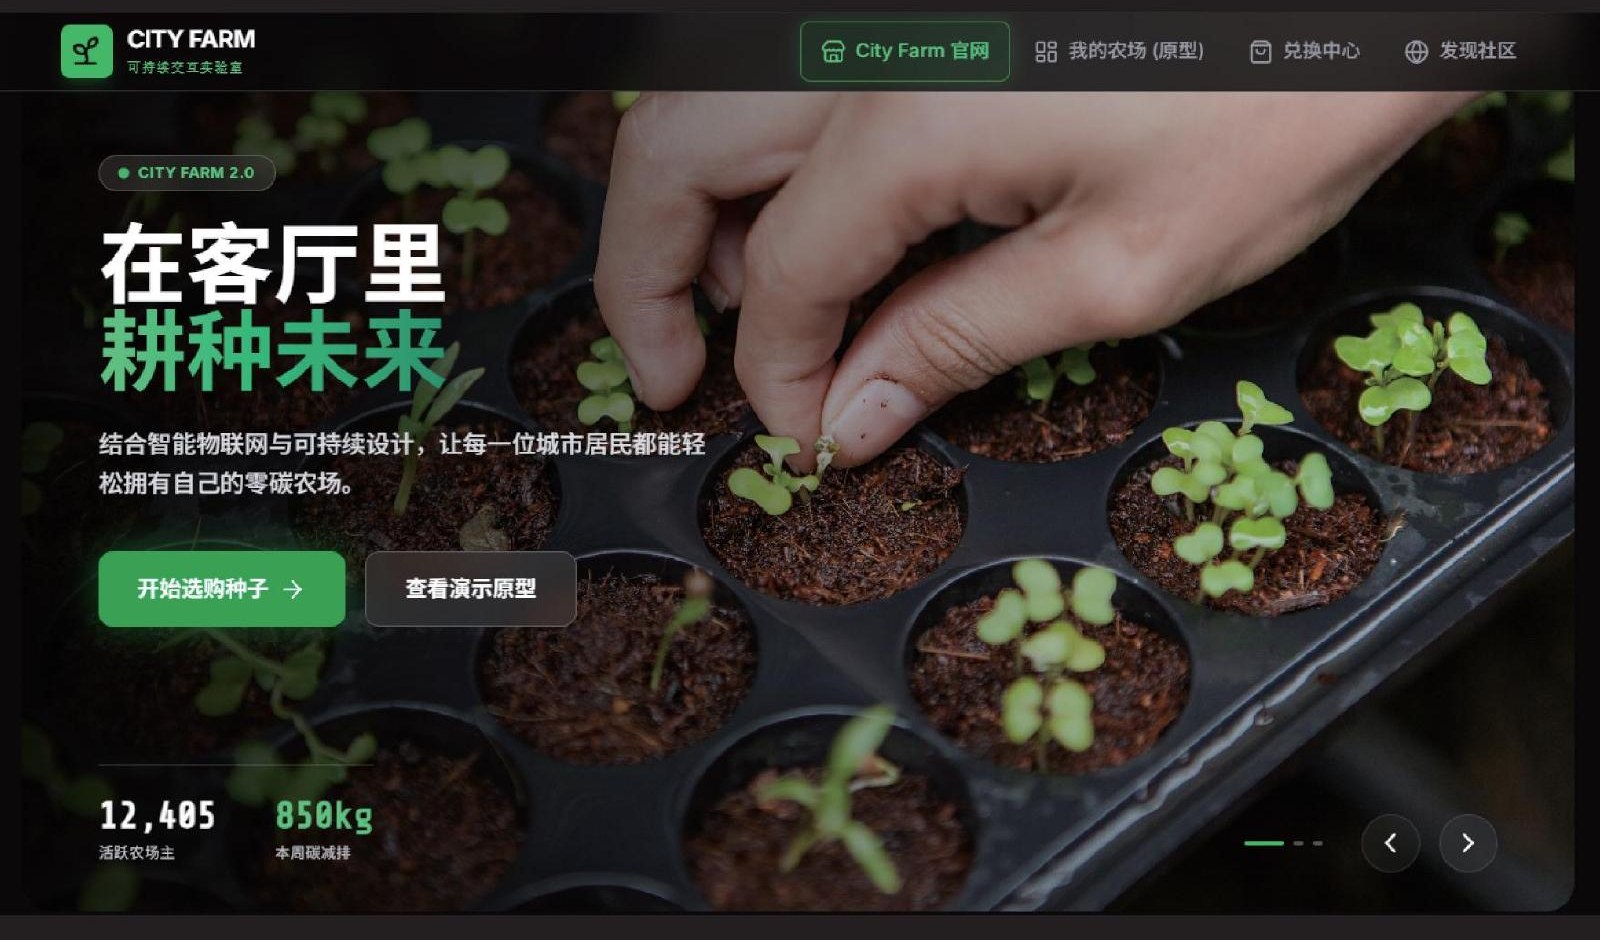 CITY FARM
可持续交互实验室
City Farm 官网
我的农场 (原型)
兑换中心
发现社区
CITY FARM 2.0
在客厅里
耕种未来
结合智能物联网与可持续设计，让每一位城市居民都能轻
松拥有自己的零碳农场。
开始选购种子 →
查看演示原型
12,405
850kg
活跃农场主
本周碳减排